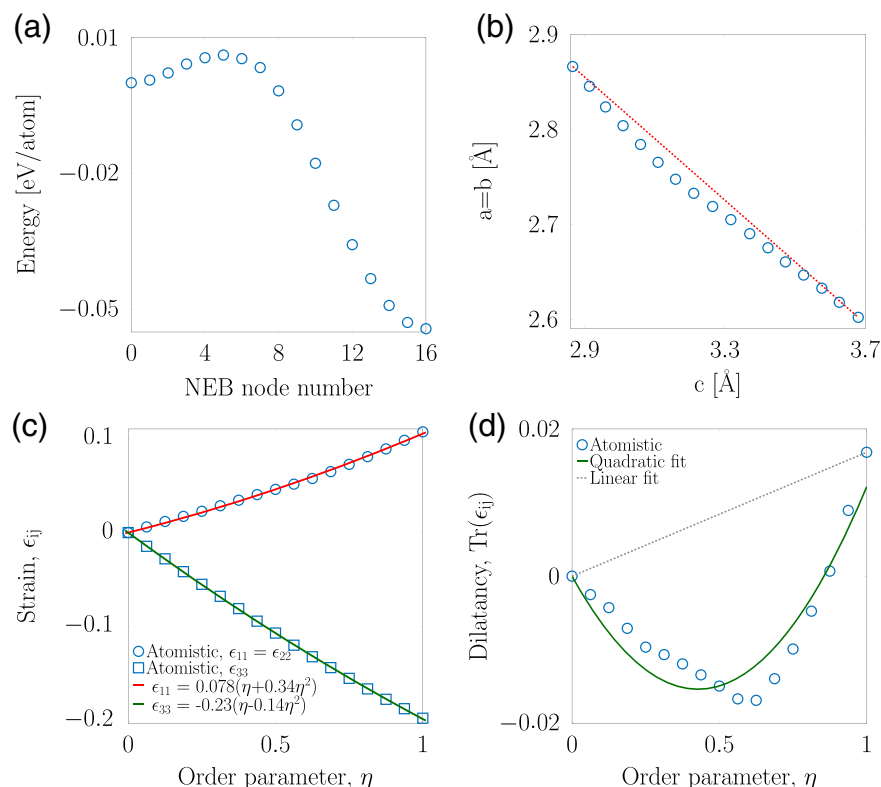 (a)
0.01
−0.02
−0.05
Energy [eV/atom]
0 4 8 12 16
NEB node number
(b)
2.9
2.8
2.7
2.6
a=b [Å]
2.9 3.3 3.7
c [Å]
(c)
0.1
0
−0.1
−0.2
Strain, ϵij
Atomistic, ϵ11 = ϵ22
Atomistic, ϵ33
ϵ11 = 0.078(η+0.34η²)
ϵ33 = -0.23(η-0.14η²)
0 0.5 1
Order parameter, η
(d)
0.02
0
−0.02
Dilatancy, Tr(ϵij)
Atomistic
Quadratic fit
Linear fit
0 0.5 1
Order parameter, η